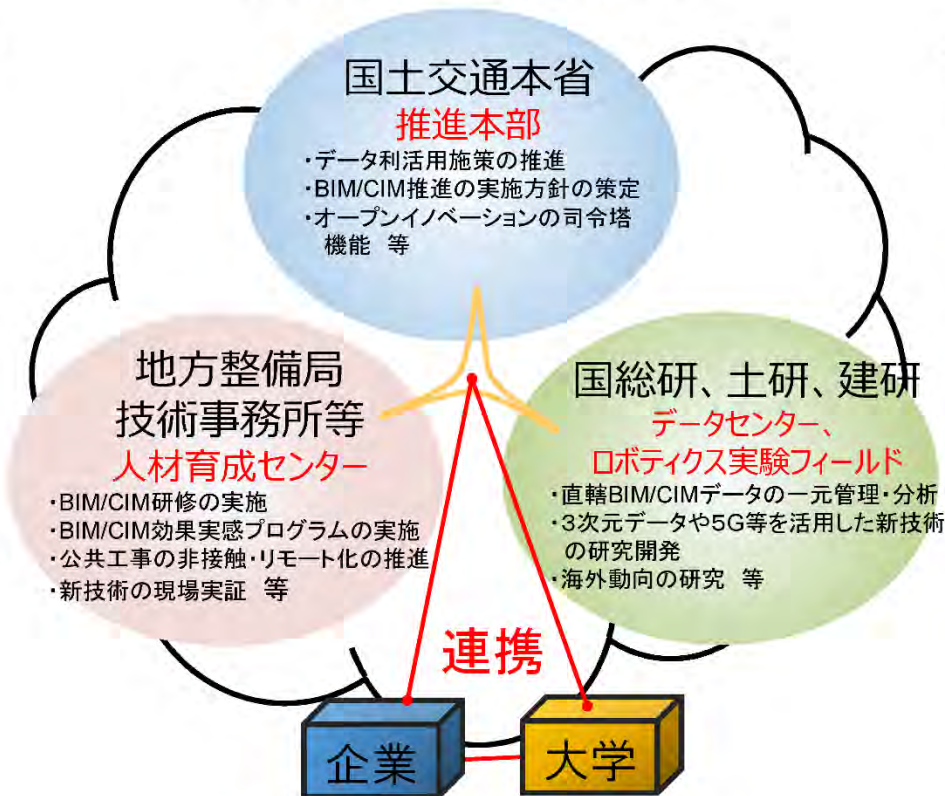 国土交通本省
推進本部
・データ利活用施策の推進
・BIM/CIM推進の実施方針の策定
・オープンイノベーションの司令塔
機能 等
地方整備局
技術事務所等
人材育成センター
・BIM/CIM研修の実施
・BIM/CIM効果実感プログラムの実施
・公共工事の非接触・リモート化の推進
・新技術の現場実証 等
国総研、土研、建研
データセンター、
ロボティクス実験フィールド
・直轄BIM/CIMデータの一元管理・分析
・3次元データや5G等を活用した新技術
の研究開発
・海外動向の研究 等
連携
企業
大学